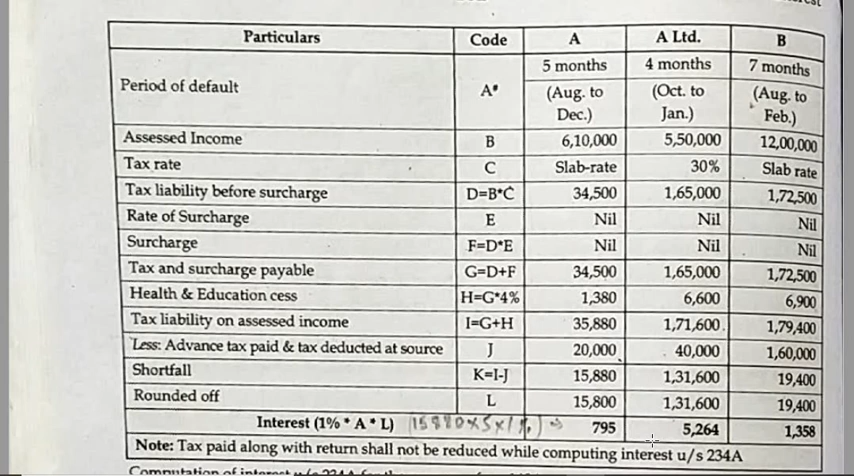 Particulars Code A A Ltd. B
Period of default A# 5 months 4 months 7 months
(Aug. to Dec.) (Oct. to Jan.) (Aug. to Feb.)
Assessed Income B 6,10,000 5,50,000 12,00,000
Tax rate C Slab-rate 30% Slab rate
Tax liability before surcharge D=B*C 34,500 1,65,000 1,72,500
Rate of Surcharge E Nil Nil Nil
Surcharge F=D*E Nil Nil Nil
Tax and surcharge payable G=D+F 34,500 1,65,000 1,72,500
Health & Education cess H=G*4% 1,380 6,600 6,900
Tax liability on assessed income I=G+H 35,880 1,71,600 1,79,400
Less: Advance tax paid & tax deducted at source J 20,000 40,000 1,60,000
Shortfall K=I-J 15,880 1,31,600 19,400
Rounded off L 15,800 1,31,600 19,400
Interest (1% * A * L) (15880x5x1%) 795 5,264 1,358
Note: Tax paid along with return shall not be reduced while computing interest u/s 234A